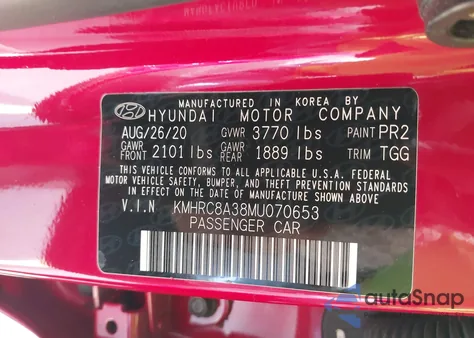 MANUFACTURED IN KOREA BY
HYUNDAI MOTOR COMPANY
AUG/26/20 GVWR 3770 lbs PAINT PR2
GAWR FRONT 2101 lbs GAWR REAR 1889 lbs TRIM TGG
THIS VEHICLE CONFORMS TO ALL APPLICABLE U.S. FEDERAL
MOTOR VEHICLE SAFETY, BUMPER, AND THEFT PREVENTION STANDARDS
IN EFFECT ON THE DATE OF MANUFACTURE SHOWN ABOVE.
V.I.N KMHRC8A38MU070653
PASSENGER CAR
autoSnap